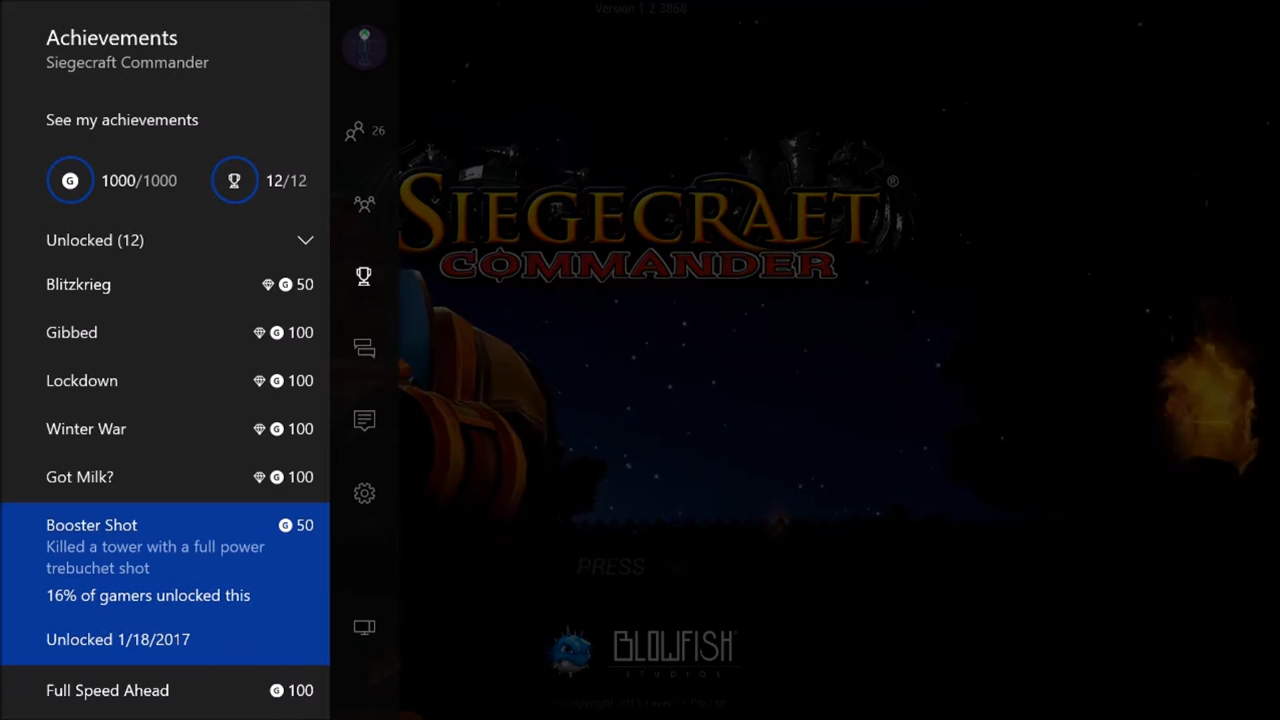 Achievements
Siegecraft Commander
See my achievements
1000/1000
12/12
Unlocked (12)
Blitzkrieg
G 50
Gibbed
G 100
Lockdown
G 100
Winter War
G 100
Got Milk?
G 100
Booster Shot
G 50
Killed a tower with a full power
trebuchet shot
16% of gamers unlocked this
Unlocked 1/18/2017
Full Speed Ahead
G 100
26
SIEGECRAFT®
COMMANDER
PRESS
BLOWFISH
STUDIOS